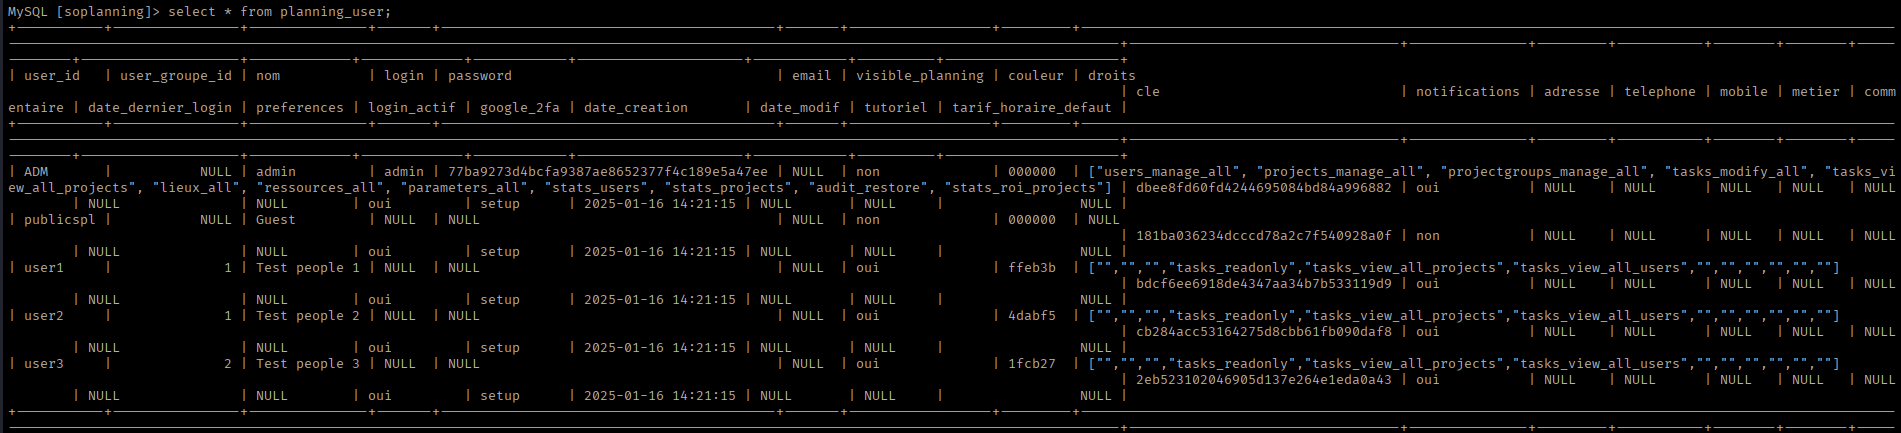 MySQL [soplanning]> select * from planning_user;
| user_id | user_groupe_id | nom | login | password | email | visible_planning | couleur | droits
| cle | notifications | adresse | telephone | mobile | metier | comm
entaire | date_dernier_login | preferences | login_actif | google_2fa | date_creation | date_modif | tutoriel | tarif_horaire_defaut |
| ADM | NULL | admin | admin | 77ba9273d4bcfa9387ae8652377f4c189e5a47ee | NULL | non | 000000 | ["users_manage_all", "projects_manage_all", "projectgroups_manage_all", "tasks_modify_all", "tasks_vi
ew_all_projects", "lieux_all", "ressources_all", "parameters_all", "stats_users", "stats_projects", "audit_restore", "stats_roi_projects"] | dbee8fd60fd4244695084bd84a996882 | oui | NULL | NULL | NULL | NULL | NULL
| NULL | NULL | oui | setup | 2025-01-16 14:21:15 | NULL | NULL | NULL |
| publicspl | NULL | Guest | NULL | NULL | NULL | non | 000000 | NULL
| 181ba036234dcccd78a2c7f540928a0f | non | NULL | NULL | NULL | NULL | NULL
| NULL | NULL | oui | setup | 2025-01-16 14:21:15 | NULL | NULL | NULL |
| user1 | 1 | Test people 1 | NULL | NULL | NULL | oui | ffeb3b | ["","","","tasks_readonly","tasks_view_all_projects","tasks_view_all_users","","","","","",""]
| bdcf6ee6918de4347aa34b7b533119d9 | oui | NULL | NULL | NULL | NULL | NULL
| NULL | NULL | oui | setup | 2025-01-16 14:21:15 | NULL | NULL | NULL |
| user2 | 1 | Test people 2 | NULL | NULL | NULL | oui | 4dabf5 | ["","","","tasks_readonly","tasks_view_all_projects","tasks_view_all_users","","","","","",""]
| cb284acc53164275d8cbb61fb090daf8 | oui | NULL | NULL | NULL | NULL | NULL
| NULL | NULL | oui | setup | 2025-01-16 14:21:15 | NULL | NULL | NULL |
| user3 | 2 | Test people 3 | NULL | NULL | NULL | oui | 1fcb27 | ["","","","tasks_readonly","tasks_view_all_projects","tasks_view_all_users","","","","","",""]
| 2eb523102046905d137e264e1eda0a43 | oui | NULL | NULL | NULL | NULL | NULL
| NULL | NULL | oui | setup | 2025-01-16 14:21:15 | NULL | NULL | NULL |